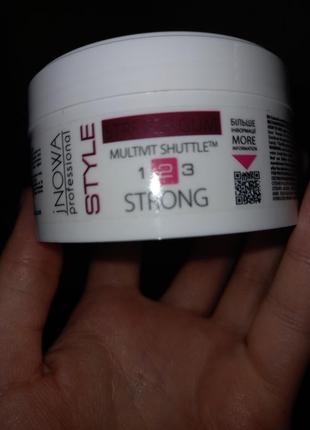 jNOWA
professional
STYLE
MULTIVIT SHUTTLE™
1 2 3
STRONG
БІЛЬШЕ
ІНФОРМАЦІЇ
MORE
INFORMATION